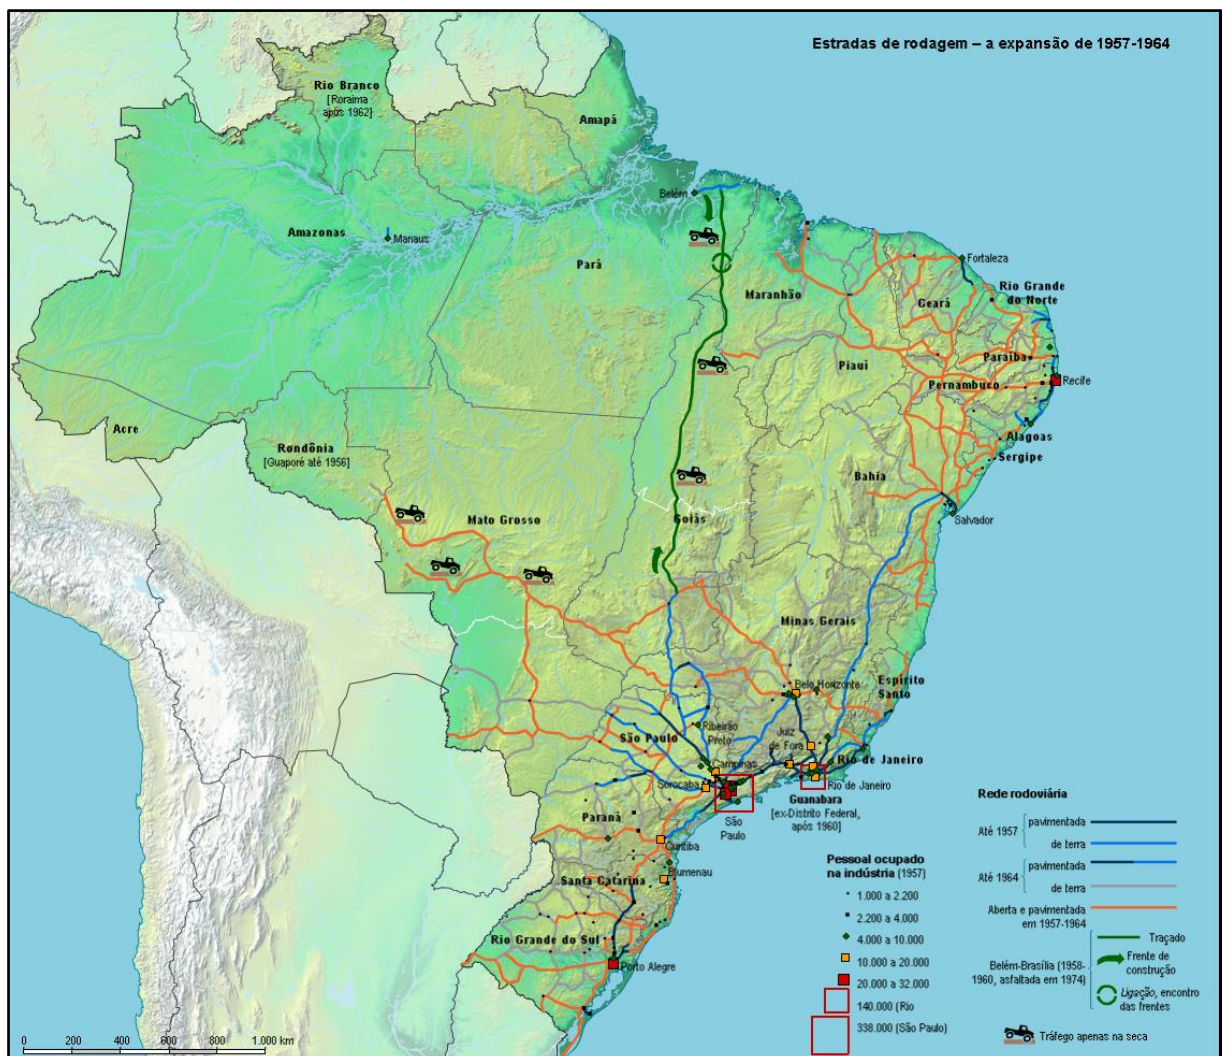 Estradas de rodagem – a expansão de 1957-1964
Rio Branco
[Roraima
após 1962]
Amapá
Belém
Amazonas
Manaus
Pará
Maranhão
Fortaleza
Ceará
Rio Grande
do Norte
Paraíba
Piauí
Pernambuco
Recife
Acre
Rondônia
[Guaporé até 1956]
Alagoas
Sergipe
Bahia
Mato Grosso
Goiás
Salvador
Minas Gerais
Belo Horizonte
Espírito
Santo
Ribeirão
Preto
São Paulo
Juiz
de Fora
Campinas
Rio de Janeiro
Sorocaba
Rio de Janeiro
Guanabara
[ex-Distrito Federal,
após 1960]
São
Paulo
Paraná
Curitiba
Blumenau
Santa Catarina
Rio Grande do Sul
Porto Alegre
Pessoal ocupado
na indústria (1957)
1.000 a 2.200
2.200 a 4.000
4.000 a 10.000
10.000 a 20.000
20.000 a 32.000
140.000 (Rio
338.000 (São Paulo)
Rede rodoviária
Até 1957
pavimentada
de terra
Até 1964
pavimentada
de terra
Aberta e pavimentada
em 1957-1964
Belém-Brasília (1958-
1960, asfaltada em 1974)
Traçado
Frente de
construção
Ligação, encontro
das frentes
Tráfego apenas na seca
0 200 400 600 800 1.000 km